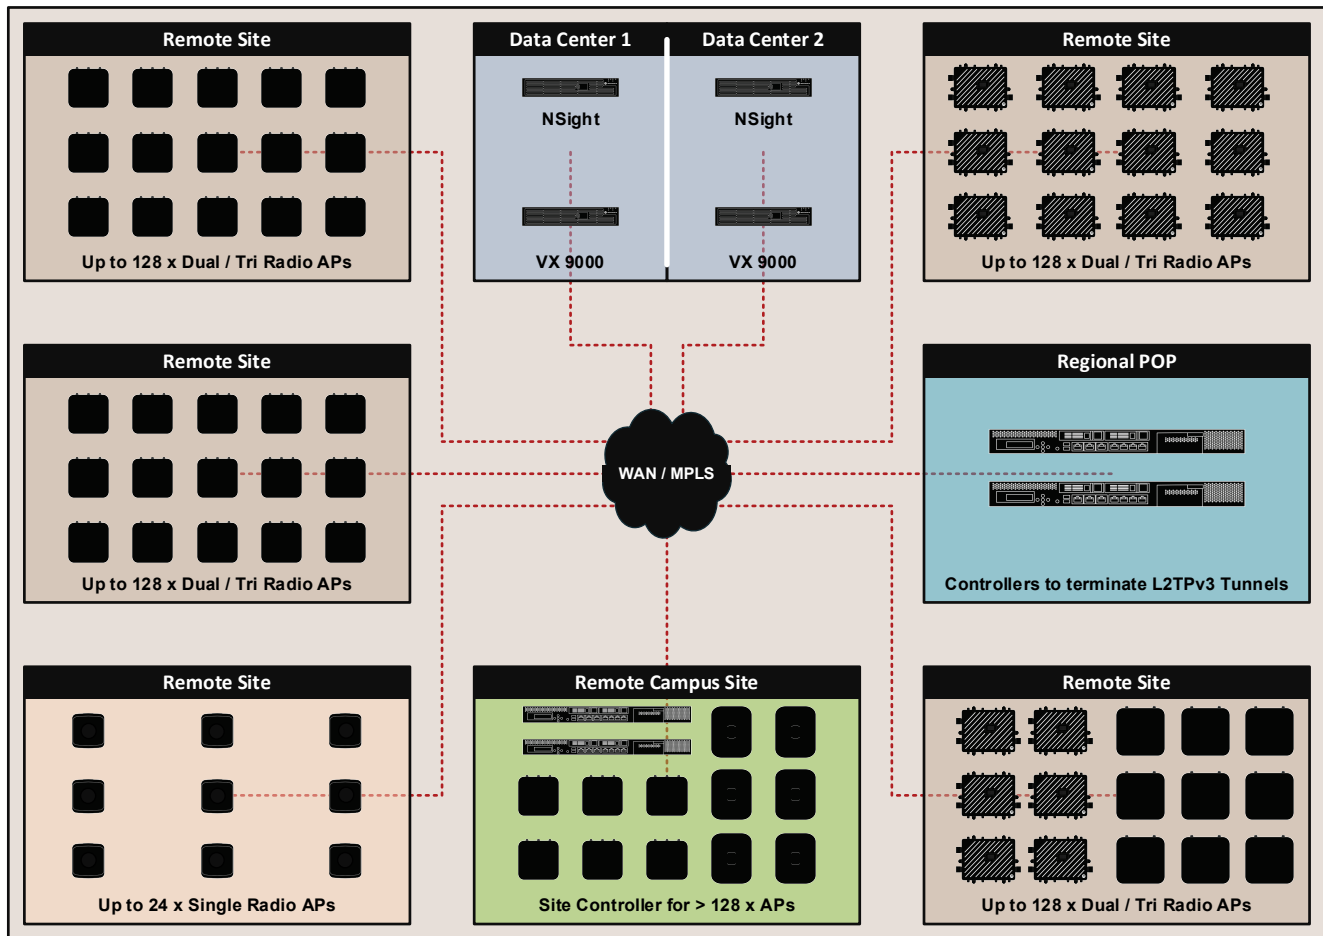 Remote Site
Up to 128 x Dual / Tri Radio APs
Data Center 1
NSight
VX 9000
Data Center 2
NSight
VX 9000
Remote Site
Up to 128 x Dual / Tri Radio APs
Remote Site
Up to 128 x Dual / Tri Radio APs
WAN / MPLS
Regional POP
Controllers to terminate L2TPv3 Tunnels
Remote Site
Up to 24 x Single Radio APs
Remote Campus Site
Site Controller for > 128 x APs
Remote Site
Up to 128 x Dual / Tri Radio APs